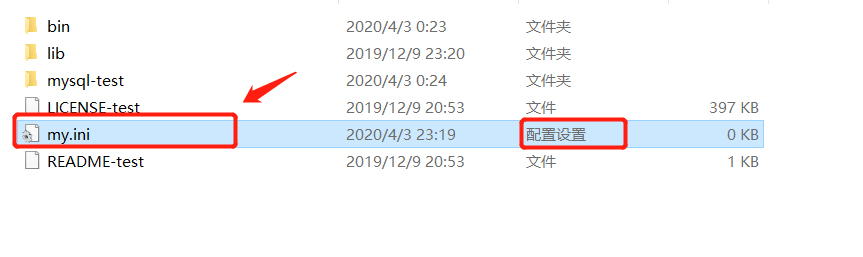 bin 2020/4/3 0:23 文件夹
lib 2019/12/9 23:20 文件夹
mysql-test 2020/4/3 0:24 文件夹
LICENSE-test 2019/12/9 20:53 文件 397 KB
my.ini 2020/4/3 23:19 配置设置 0 KB
README-test 2019/12/9 20:53 文件 1 KB